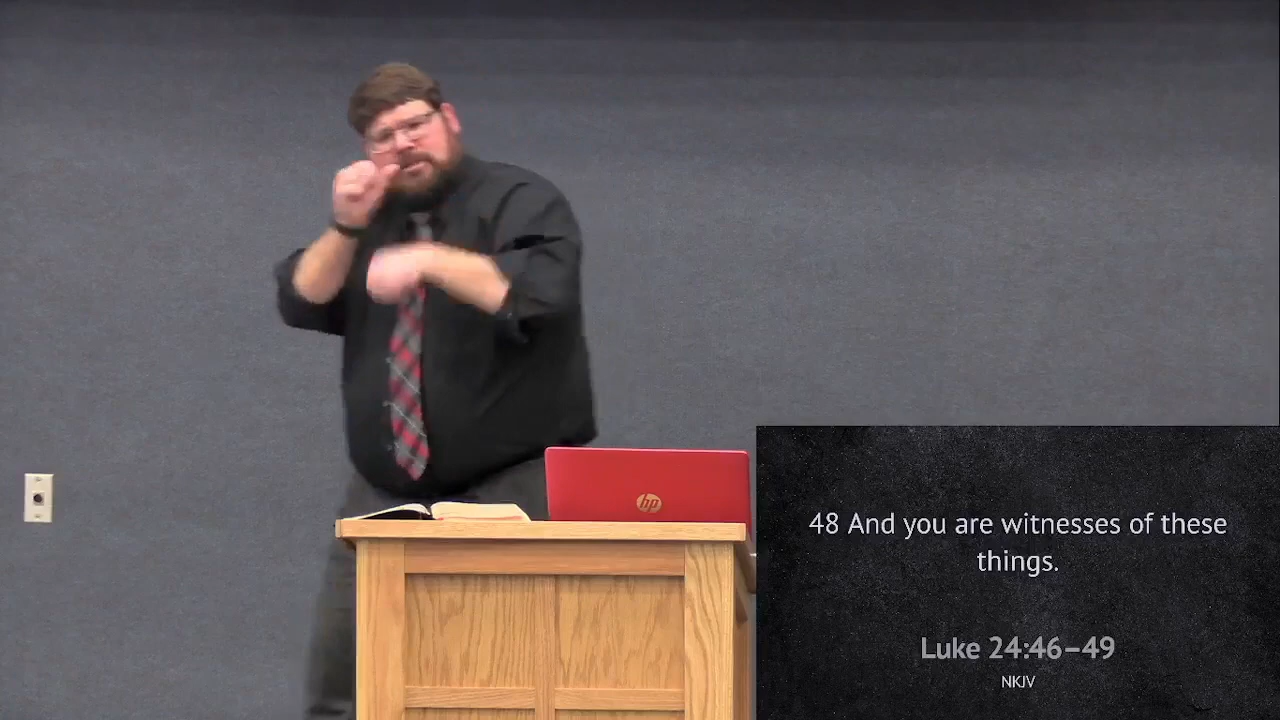 hp
48 And you are witnesses of these
things.
Luke 24:46–49
NKJV